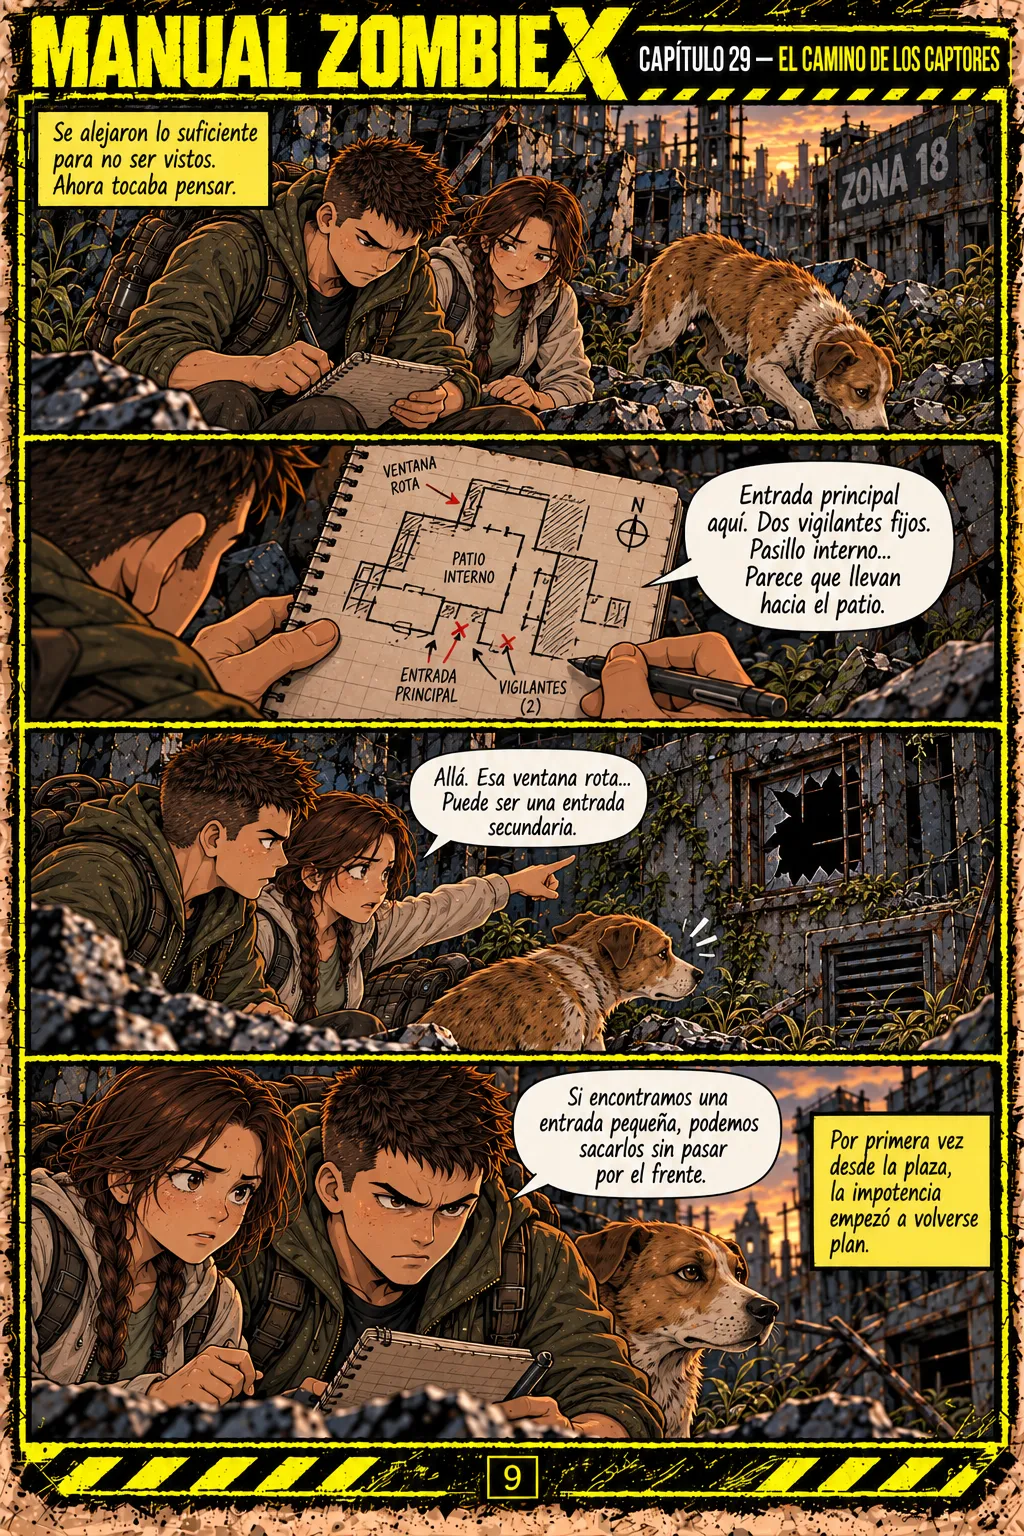 MANUAL ZOMBIE X
CAPÍTULO 29 — EL CAMINO DE LOS CAPTORES
Se alejaron lo suficiente
para no ser vistos.
Ahora tocaba pensar.
ZONA 18
VENTANA
ROTA
N
PATIO
INTERNO
ENTRADA
PRINCIPAL
VIGILANTES
(2)
Entrada principal
aquí. Dos vigilantes fijos.
Pasillo interno...
Parece que llevan
hacia el patio.
Allá. Esa ventana rota...
Puede ser una entrada
secundaria.
Si encontramos una
entrada pequeña, podemos
sacarlos sin pasar
por el frente.
Por primera vez
desde la plaza,
la impotencia
empezó a volverse
plan.
9